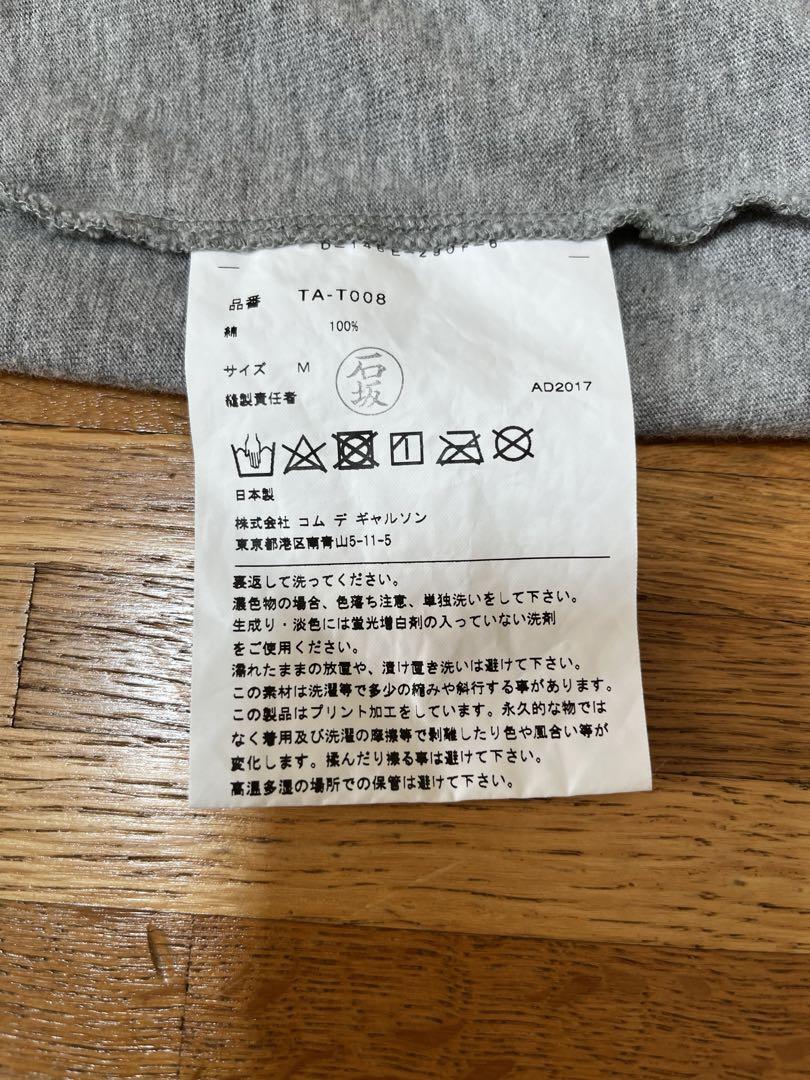 品番 TA-T008
綿 100%
サイズ M
石坂
縫製責任者
AD2017
日本製
株式会社 コム デ ギャルソン
東京都港区南青山5-11-5
裏返して洗ってください。
濃色物の場合、色落ち注意、単独洗いをして下さい。
生成り・淡色には蛍光増白剤の入っていない洗剤
をご使用ください。
濡れたままの放置や、漬け置き洗いは避けて下さい。
この素材は洗濯等で多少の縮みや斜行する事があります。
この製品はプリント加工をしています。永久的な物では
なく着用及び洗濯の摩擦等で剥離したり色や風合い等が
変化します。揉んだり擦る事は避けて下さい。
高温多湿の場所での保管は避けて下さい。